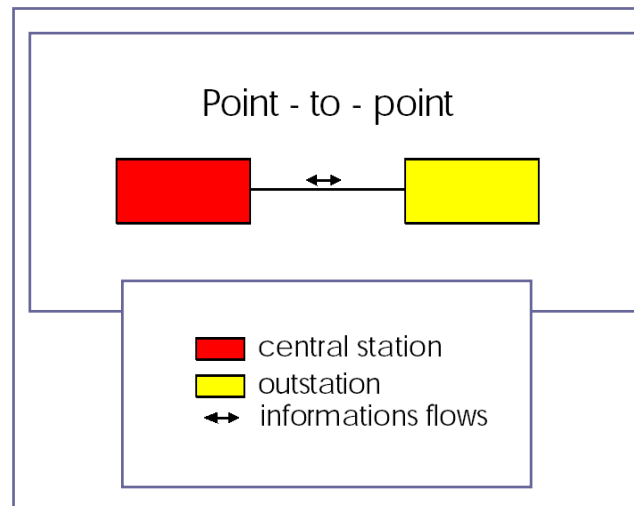 Point - to - point
central station
outstation
informations flows